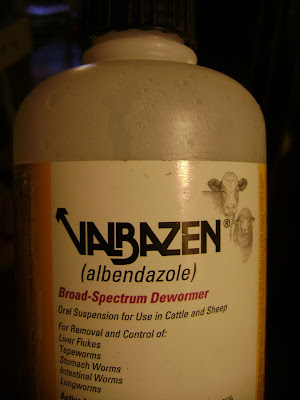 VALBAZEN®
(albendazole)
Broad-Spectrum Dewormer
Oral Suspension for Use in Cattle and Sheep
For Removal and Control of:
Liver Flukes
Tapeworms
Stomach Worms
Intestinal Worms
Lungworms